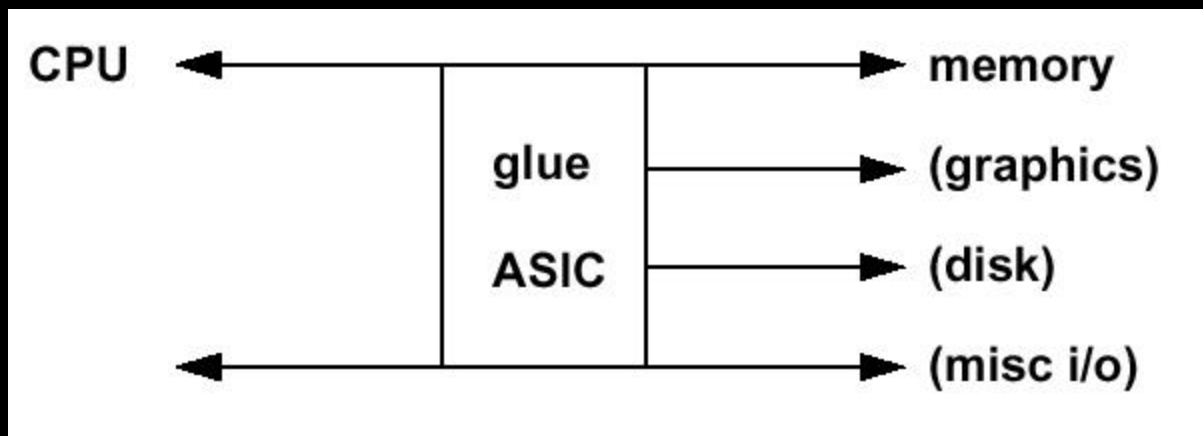 CPU
memory
glue
(graphics)
ASIC
(disk)
(misc i/o)